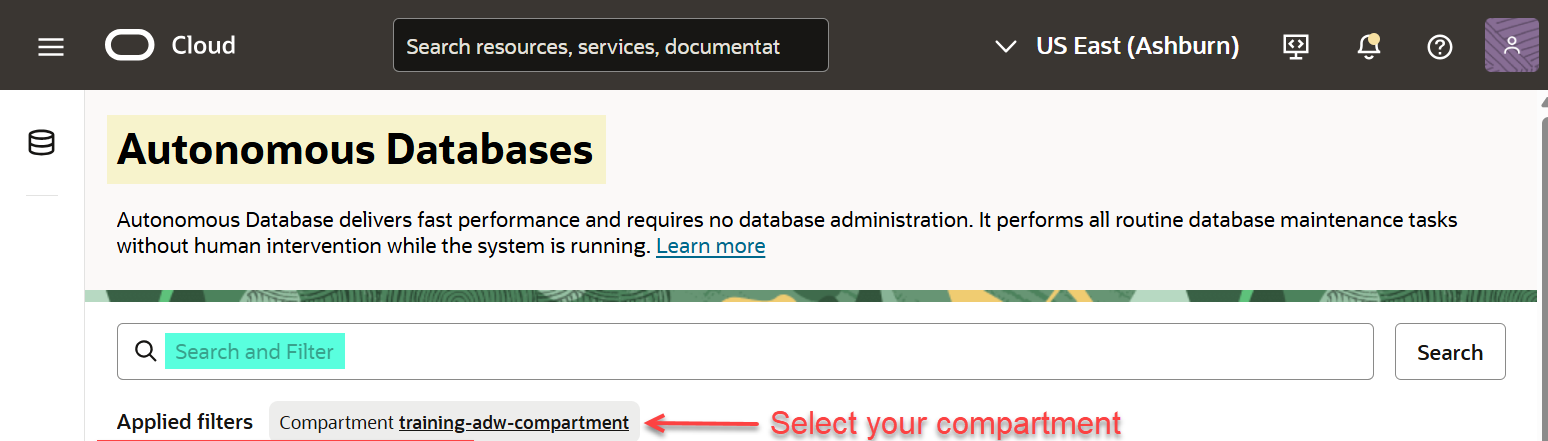 Cloud
Search resources, services, documentat
US East (Ashburn)
Autonomous Databases
Autonomous Database delivers fast performance and requires no database administration. It performs all routine database maintenance tasks
without human intervention while the system is running. Learn more
Search and Filter
Search
Applied filters Compartment training-adw-compartment Select your compartment